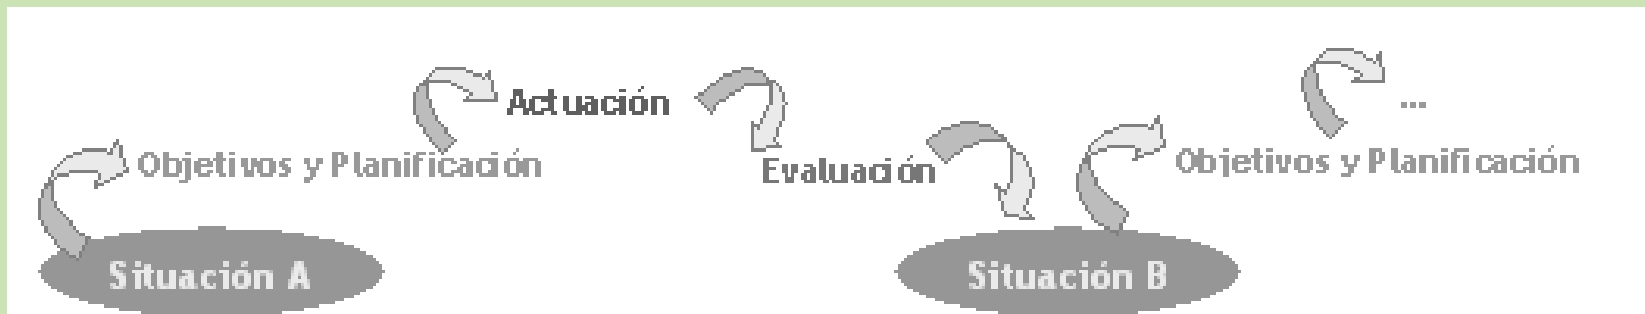 Situación A
Objetivos y Planificación
Actuación
Evaluación
Situación B
Objetivos y Planificación
...